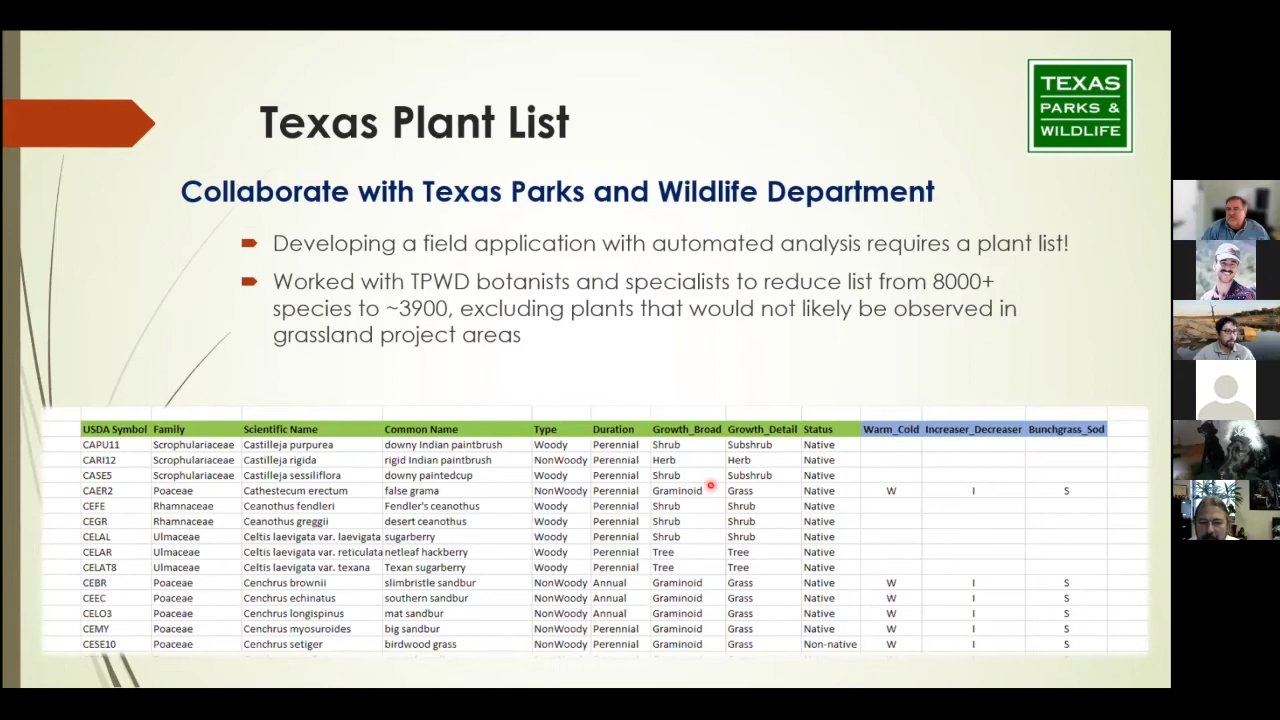 Texas Plant List
TEXAS
PARKS &
WILDLIFE
Collaborate with Texas Parks and Wildlife Department
Developing a field application with automated analysis requires a plant list!
Worked with TPWD botanists and specialists to reduce list from 8000+
species to ~3900, excluding plants that would not likely be observed in
grassland project areas
USDA Symbol Family Scientific Name Common Name Type Duration Growth_Broad Growth_Detail Status Warm_Cold Increaser_Decreaser Bunchgrass_Sod
CAPU11 Scrophulariaceae Castilleja purpurea downy Indian paintbrush Woody Perennial Shrub Subshrub Native
CARI12 Scrophulariaceae Castilleja rigida rigid Indian paintbrush NonWoody Perennial Herb Herb Native
CASE5 Scrophulariaceae Castilleja sessiliflora downy paintedcup Woody Perennial Shrub Subshrub Native
CAER2 Poaceae Cathestecum erectum false grama NonWoody Perennial Graminoid Grass Native W I S
CEFE Rhamnaceae Ceanothus fendleri Fendler's ceanothus Woody Perennial Shrub Shrub Native
CEGR Rhamnaceae Ceanothus greggii desert ceanothus Woody Perennial Shrub Shrub Native
CELAL Ulmaceae Celtis laevigata var. laevigata sugarberry Woody Perennial Shrub Shrub Native
CELAR Ulmaceae Celtis laevigata var. reticulata netleaf hackberry Woody Perennial Tree Tree Native
CELAT8 Ulmaceae Celtis laevigata var. texana Texan sugarberry Woody Perennial Tree Tree Native
CEBR Poaceae Cenchrus brownii slimbristle sandbur NonWoody Annual Graminoid Grass Native W I S
CEEC Poaceae Cenchrus echinatus southern sandbur NonWoody Annual Graminoid Grass Native W I S
CELO3 Poaceae Cenchrus longispinus mat sandbur NonWoody Annual Graminoid Grass Native W I S
CEMY Poaceae Cenchrus myosuroides big sandbur NonWoody Perennial Graminoid Grass Native W I S
CESE10 Poaceae Cenchrus setiger birdwood grass NonWoody Perennial Graminoid Grass Non-native W I S